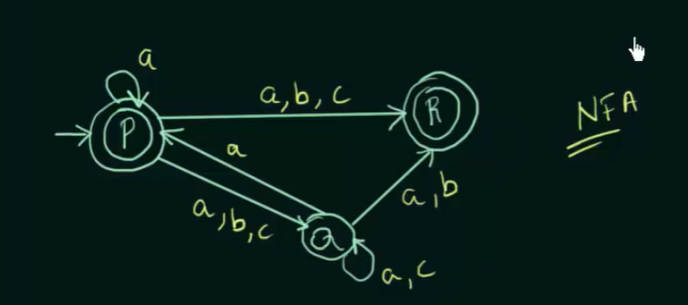 a
a, b, c
R
NFA
P
a
a, b
a, b, c
Q
a, c